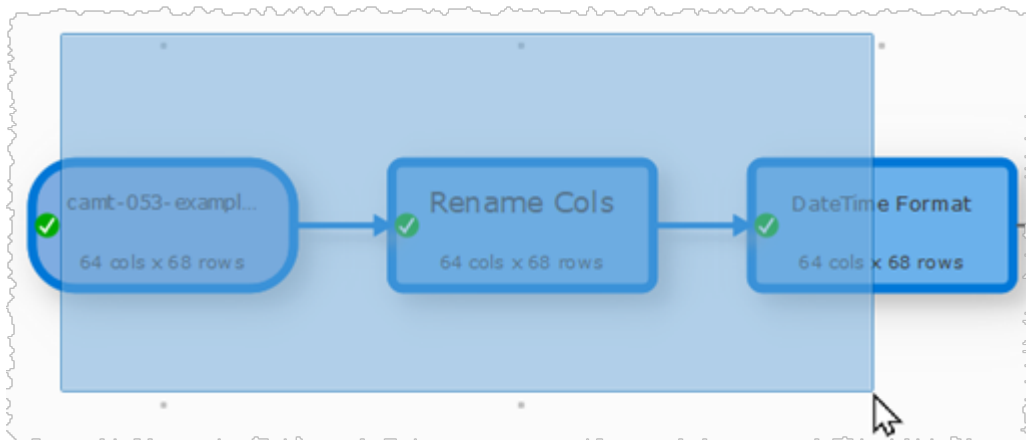 camt-053-exampl...
64 cols x 68 rows
Rename Cols
64 cols x 68 rows
DateTime Format
64 cols x 68 rows